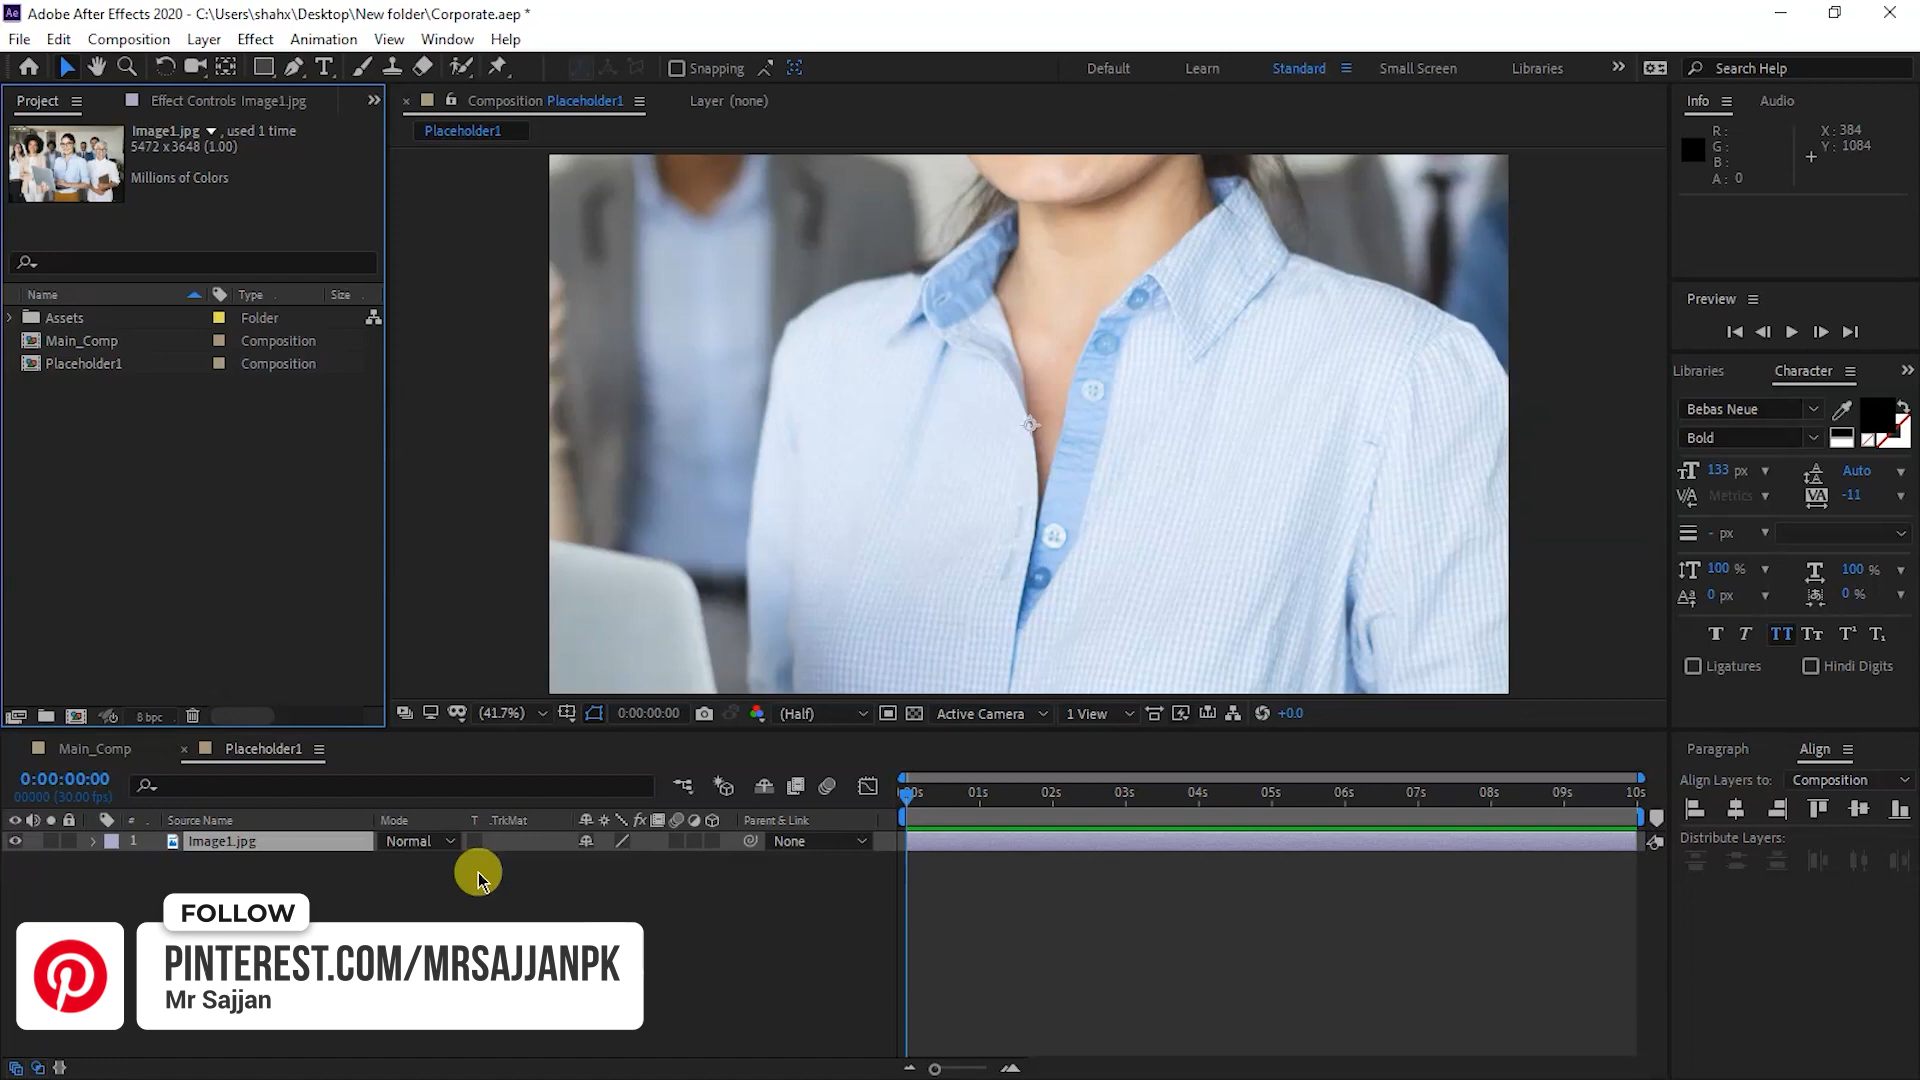 Ae Adobe After Effects 2020 - C:\Users\shahx\Desktop\New folder\Corporate.aep *
File Edit Composition Layer Effect Animation View Window Help
Snapping Default Learn Standard Small Screen Libraries Search Help
Project Effect Controls Image1.jpg
Composition Placeholder1 Layer (none)
Info Audio
Image1.jpg , used 1 time
5472 x 3648 (1.00)
Millions of Colors
Placeholder1
R :
G :
B :
A : 0
X : 384
Y : 1084
Name Type Size
Assets Folder
Main_Comp Composition
Placeholder1 Composition
Preview
Libraries Character
Bebas Neue
Bold
133 px Auto
Metrics -11
- px
100 % 100 %
0 px 0 %
T T TT Tt T¹ T₁
Ligatures Hindi Digits
8 bpc
(41.7%) 0:00:00:00 (Half) Active Camera 1 View +0.0
Main_Comp Placeholder1
Paragraph Align
0:00:00:00
00000 (30.00 fps)
:00s 01s 02s 03s 04s 05s 06s 07s 08s 09s 10s
Align Layers to: Composition
# Source Name Mode T .TrkMat fx Parent & Link
1 Image1.jpg Normal None
Distribute Layers:
FOLLOW
PINTEREST.COM/MRSAJJANPK
Mr Sajjan